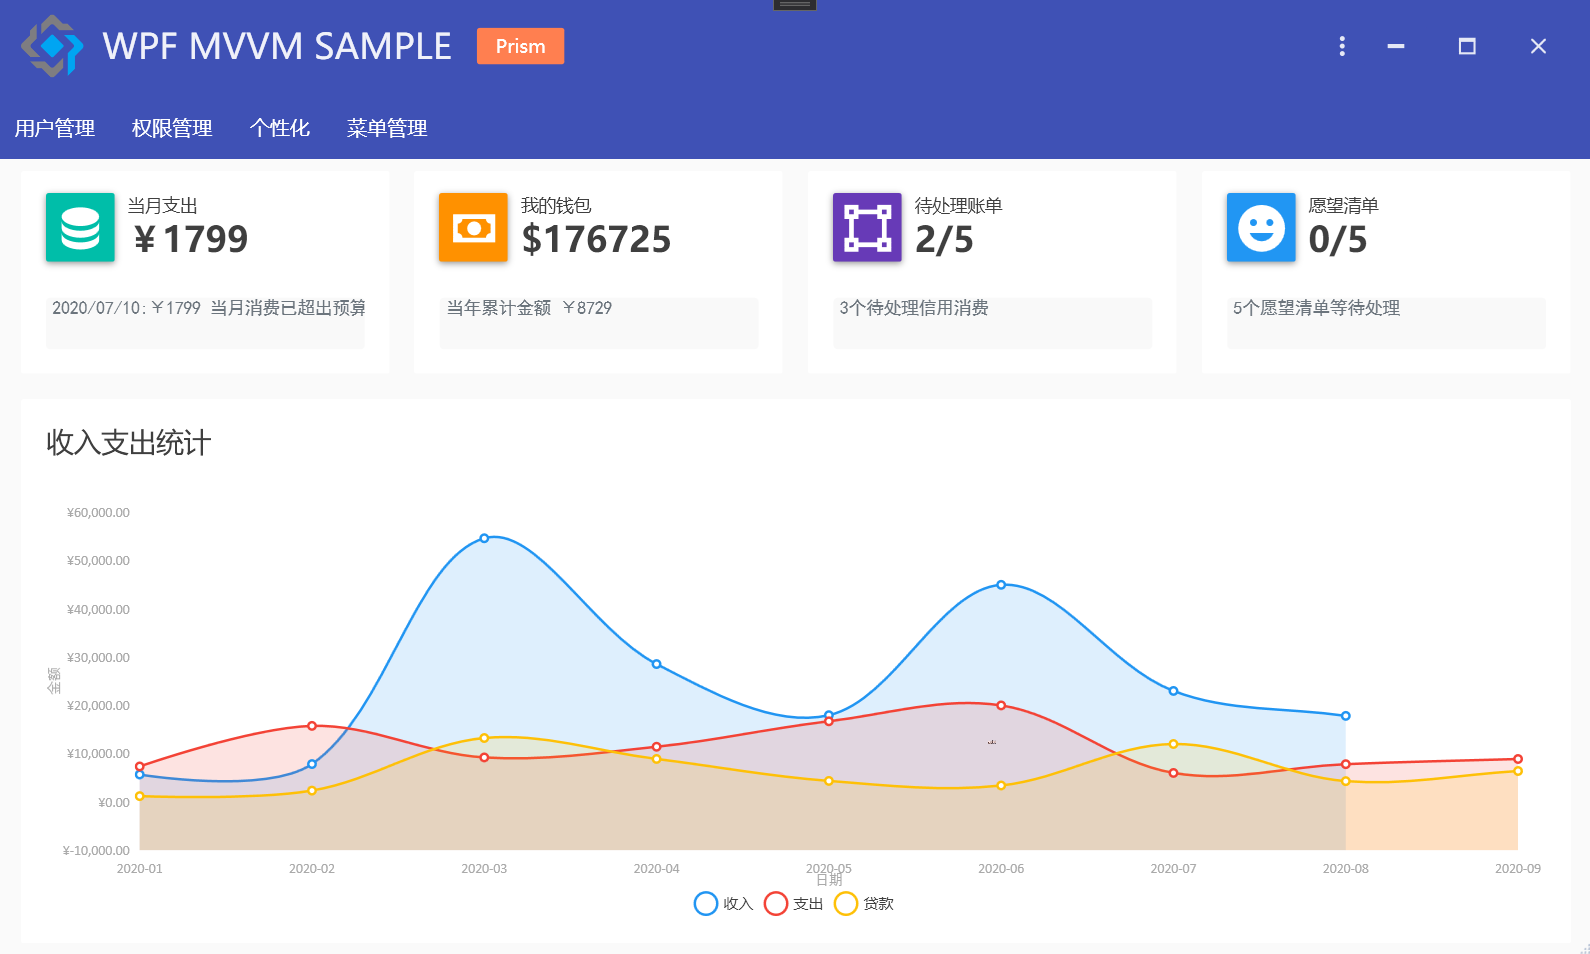 WPF MVVM SAMPLE Prism
用户管理 权限管理 个性化 菜单管理
当月支出
￥1799
2020/07/10:￥1799 当月消费已超出预算
我的钱包
$176725
当年累计金额 ￥8729
待处理账单
2/5
3个待处理信用消费
愿望清单
0/5
5个愿望清单等待处理
收入支出统计
¥60,000.00
¥50,000.00
¥40,000.00
¥30,000.00
¥20,000.00
¥10,000.00
¥0.00
¥-10,000.00
金额
2020-01 2020-02 2020-03 2020-04 2020-05 2020-06 2020-07 2020-08 2020-09
日期
收入 支出 贷款